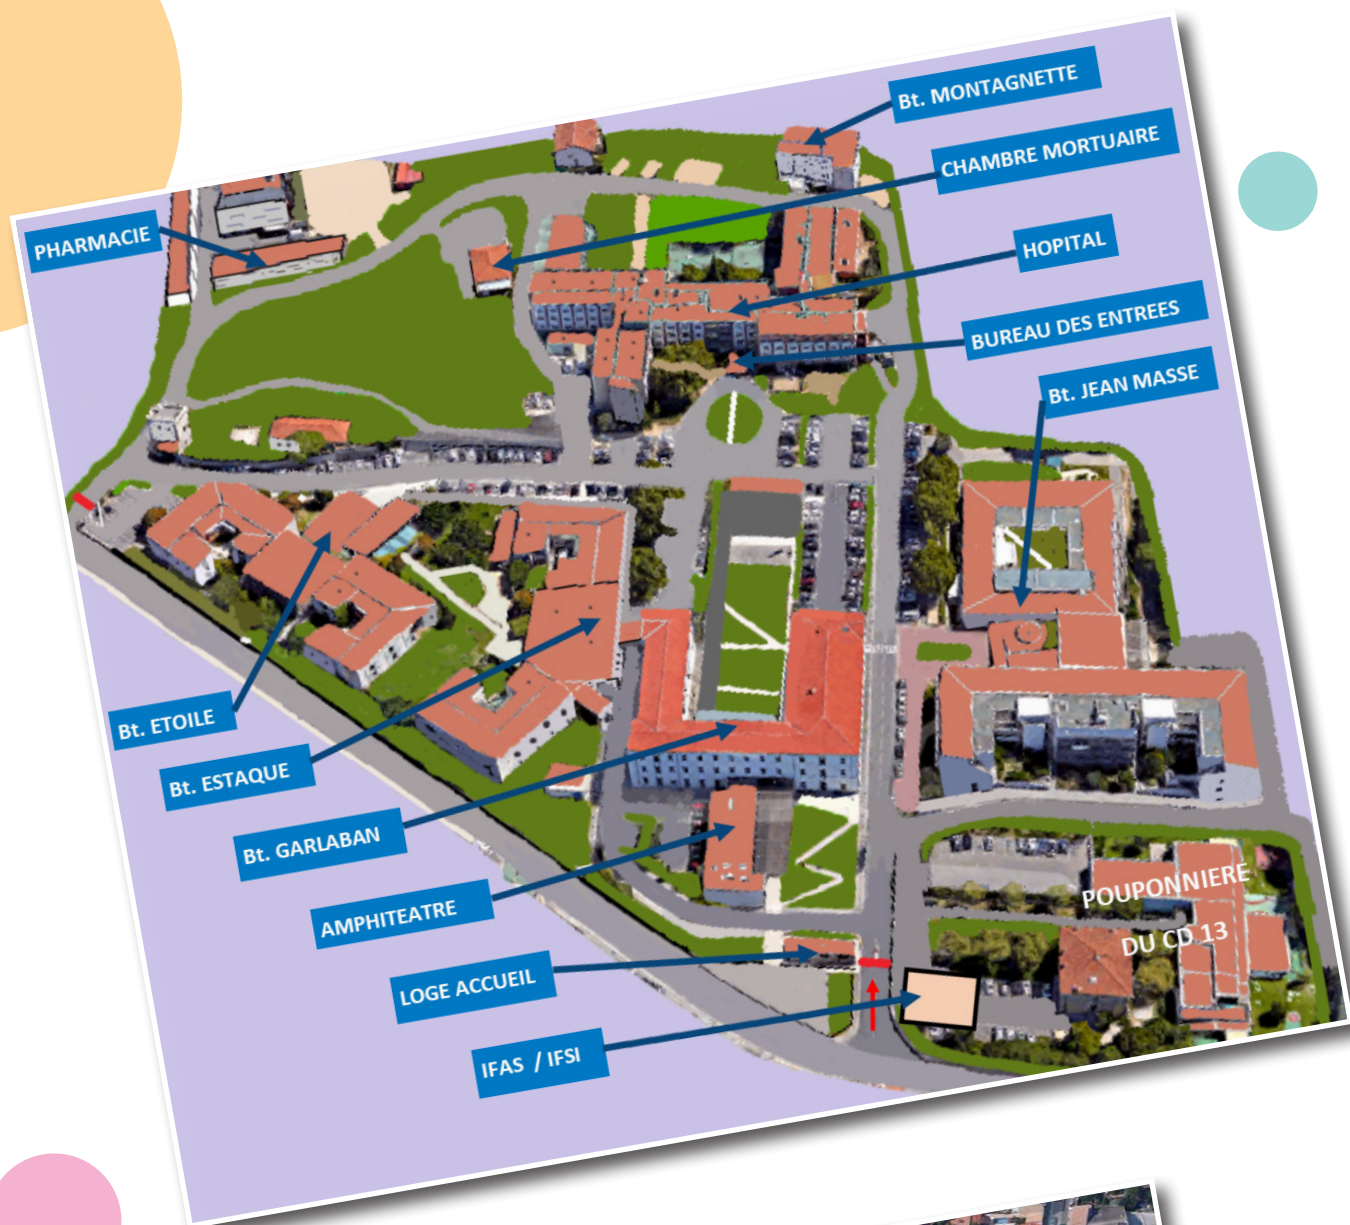 Bt. MONTAGNETTE
CHAMBRE MORTUAIRE
PHARMACIE
HOPITAL
BUREAU DES ENTREES
Bt. JEAN MASSE
Bt. ETOILE
Bt. ESTAQUE
Bt. GARLABAN
AMPHITEATRE
POUPONNIERE
DU CD 13
LOGE ACCUEIL
IFAS / IFSI